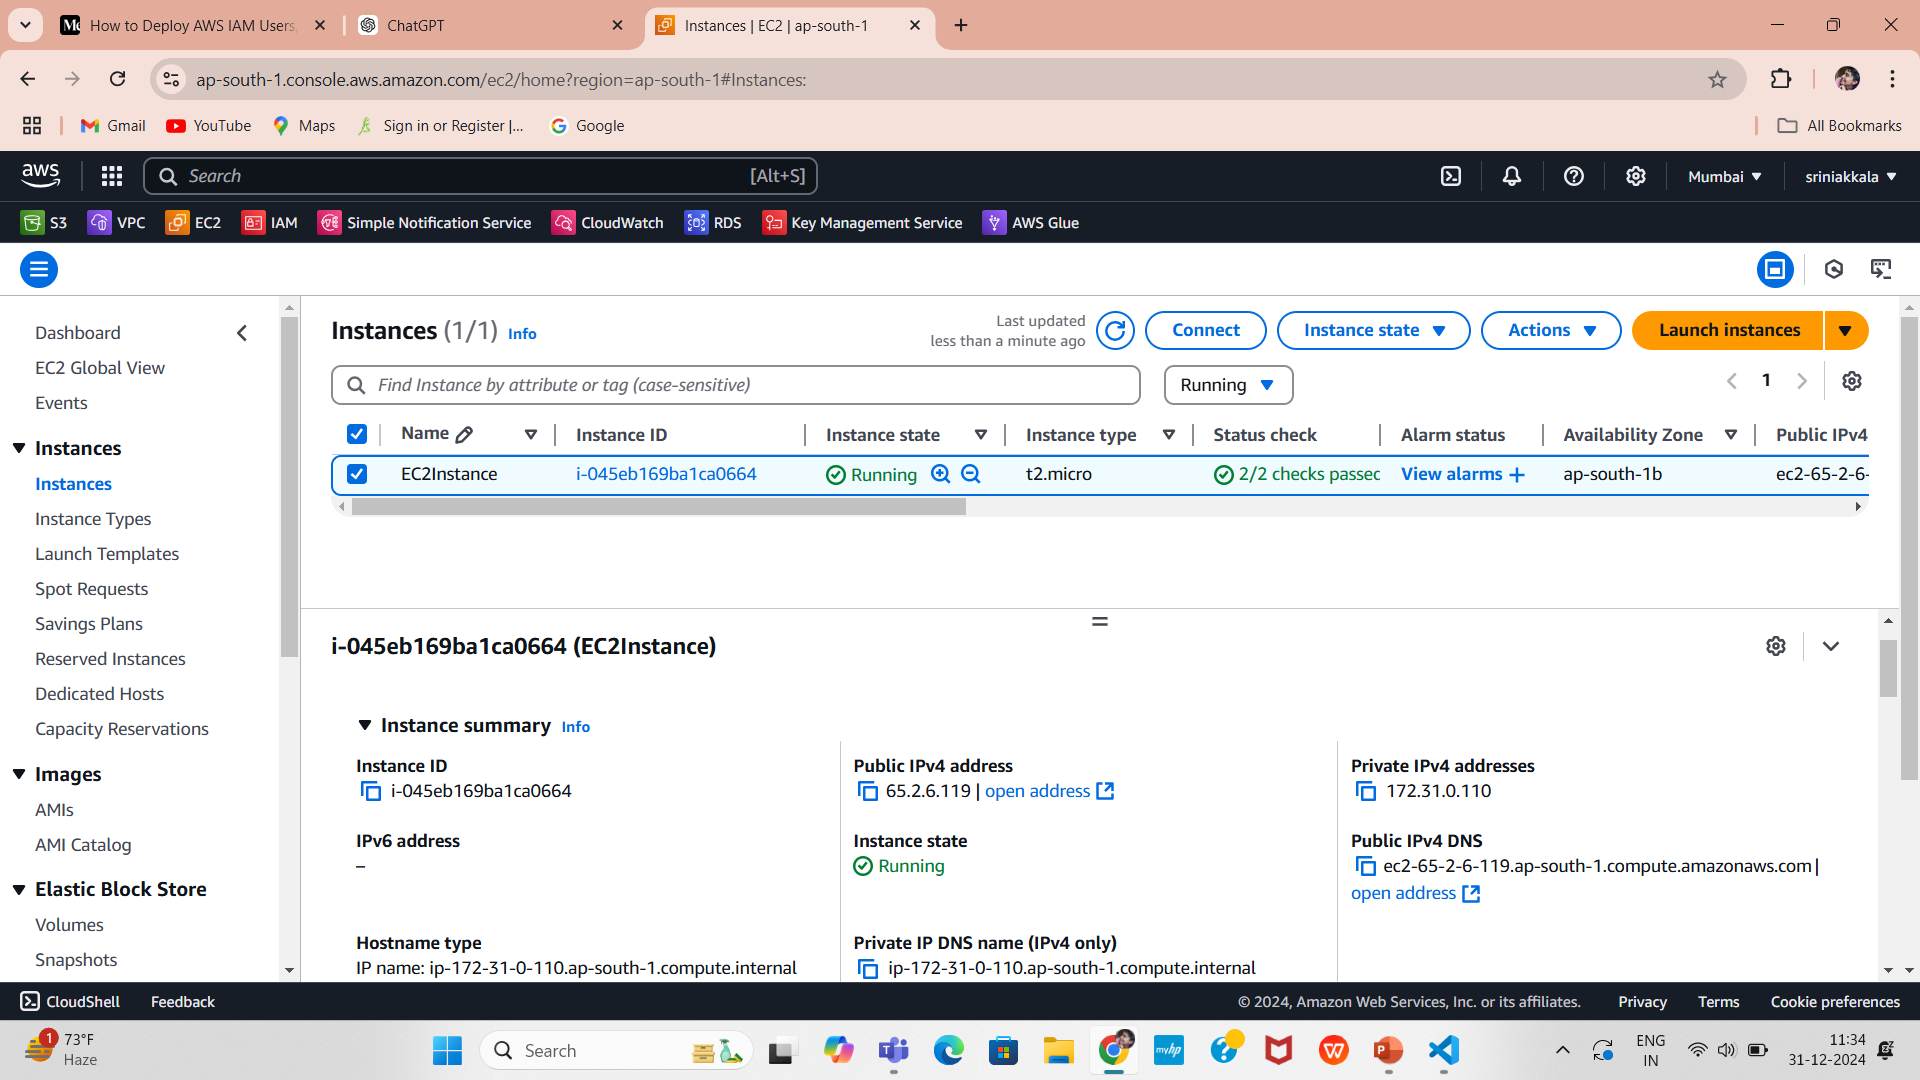 How to Deploy AWS IAM Users,
ChatGPT
Instances | EC2 | ap-south-1
ap-south-1.console.aws.amazon.com/ec2/home?region=ap-south-1#Instances:
Gmail
YouTube
Maps
Sign in or Register |...
Google
All Bookmarks
aws
Search
[Alt+S]
Mumbai
sriniakkala
S3
VPC
EC2
IAM
Simple Notification Service
CloudWatch
RDS
Key Management Service
AWS Glue
Dashboard
EC2 Global View
Events
Instances
Instances
Instance Types
Launch Templates
Spot Requests
Savings Plans
Reserved Instances
Dedicated Hosts
Capacity Reservations
Images
AMIs
AMI Catalog
Elastic Block Store
Volumes
Snapshots
Instances (1/1) Info
Last updated
less than a minute ago
Connect
Instance state
Actions
Launch instances
Find Instance by attribute or tag (case-sensitive)
Running
1
Name
Instance ID
Instance state
Instance type
Status check
Alarm status
Availability Zone
Public IPv4
EC2Instance
i-045eb169ba1ca0664
Running
t2.micro
2/2 checks passed
View alarms +
ap-south-1b
ec2-65-2-6-
i-045eb169ba1ca0664 (EC2Instance)
Instance summary Info
Instance ID
i-045eb169ba1ca0664
Public IPv4 address
65.2.6.119 | open address
Private IPv4 addresses
172.31.0.110
IPv6 address
–
Instance state
Running
Public IPv4 DNS
ec2-65-2-6-119.ap-south-1.compute.amazonaws.com |
open address
Hostname type
IP name: ip-172-31-0-110.ap-south-1.compute.internal
Private IP DNS name (IPv4 only)
ip-172-31-0-110.ap-south-1.compute.internal
CloudShell
Feedback
© 2024, Amazon Web Services, Inc. or its affiliates.
Privacy
Terms
Cookie preferences
1
73°F
Haze
Search
myhp
ENG
IN
11:34
31-12-2024